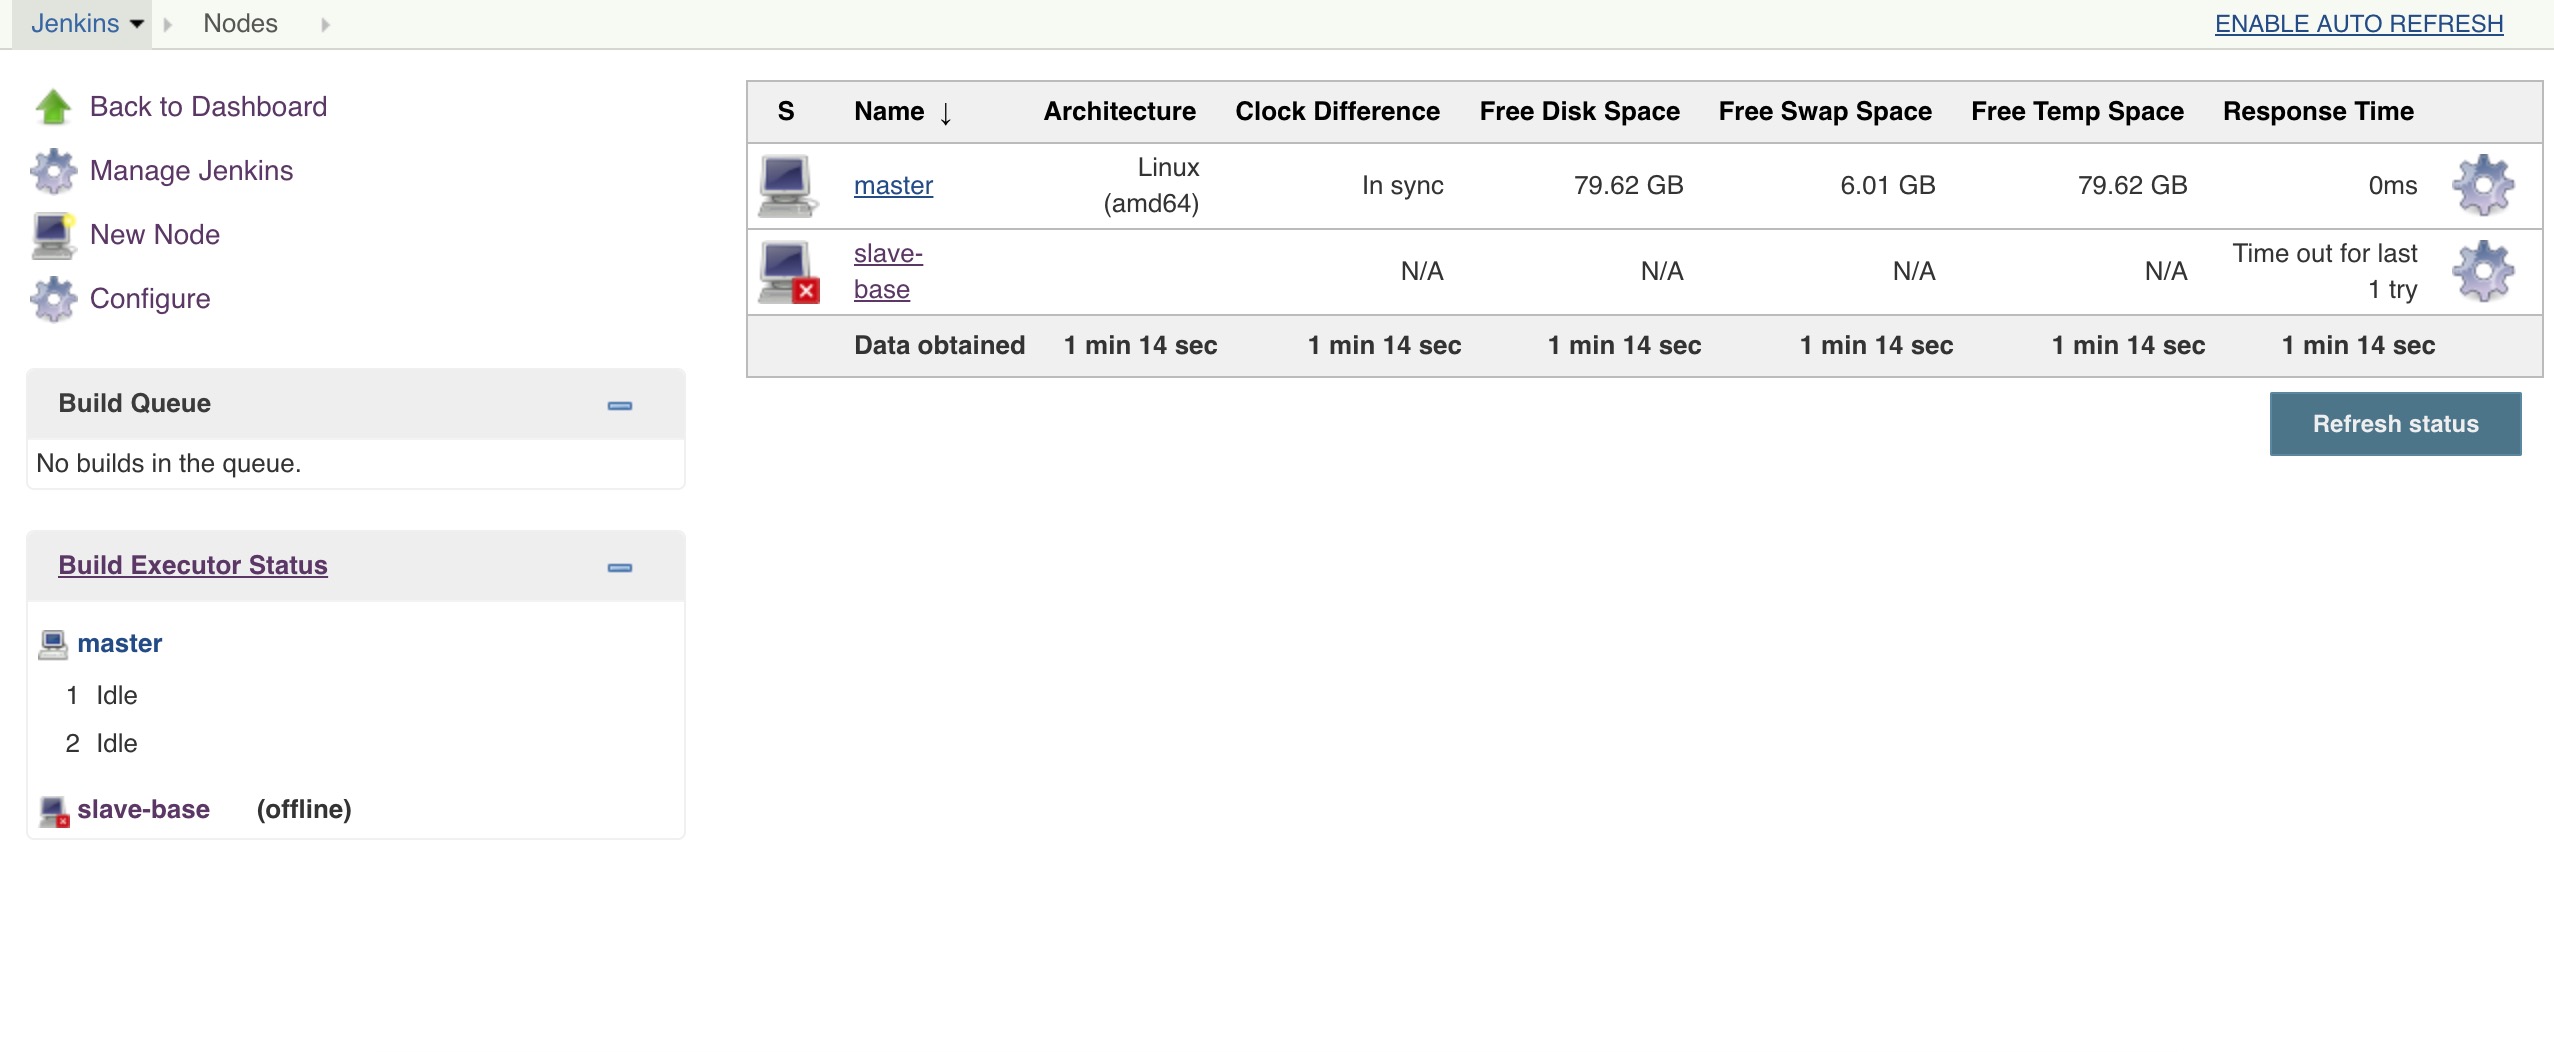 Jenkins
Nodes
ENABLE AUTO REFRESH
Back to Dashboard
Manage Jenkins
New Node
Configure
Build Queue
No builds in the queue.
Build Executor Status
master
1 Idle
2 Idle
slave-base (offline)
S Name ↓ Architecture Clock Difference Free Disk Space Free Swap Space Free Temp Space Response Time
master Linux (amd64) In sync 79.62 GB 6.01 GB 79.62 GB 0ms
slave-base N/A N/A N/A N/A Time out for last 1 try
Data obtained 1 min 14 sec 1 min 14 sec 1 min 14 sec 1 min 14 sec 1 min 14 sec 1 min 14 sec
Refresh status